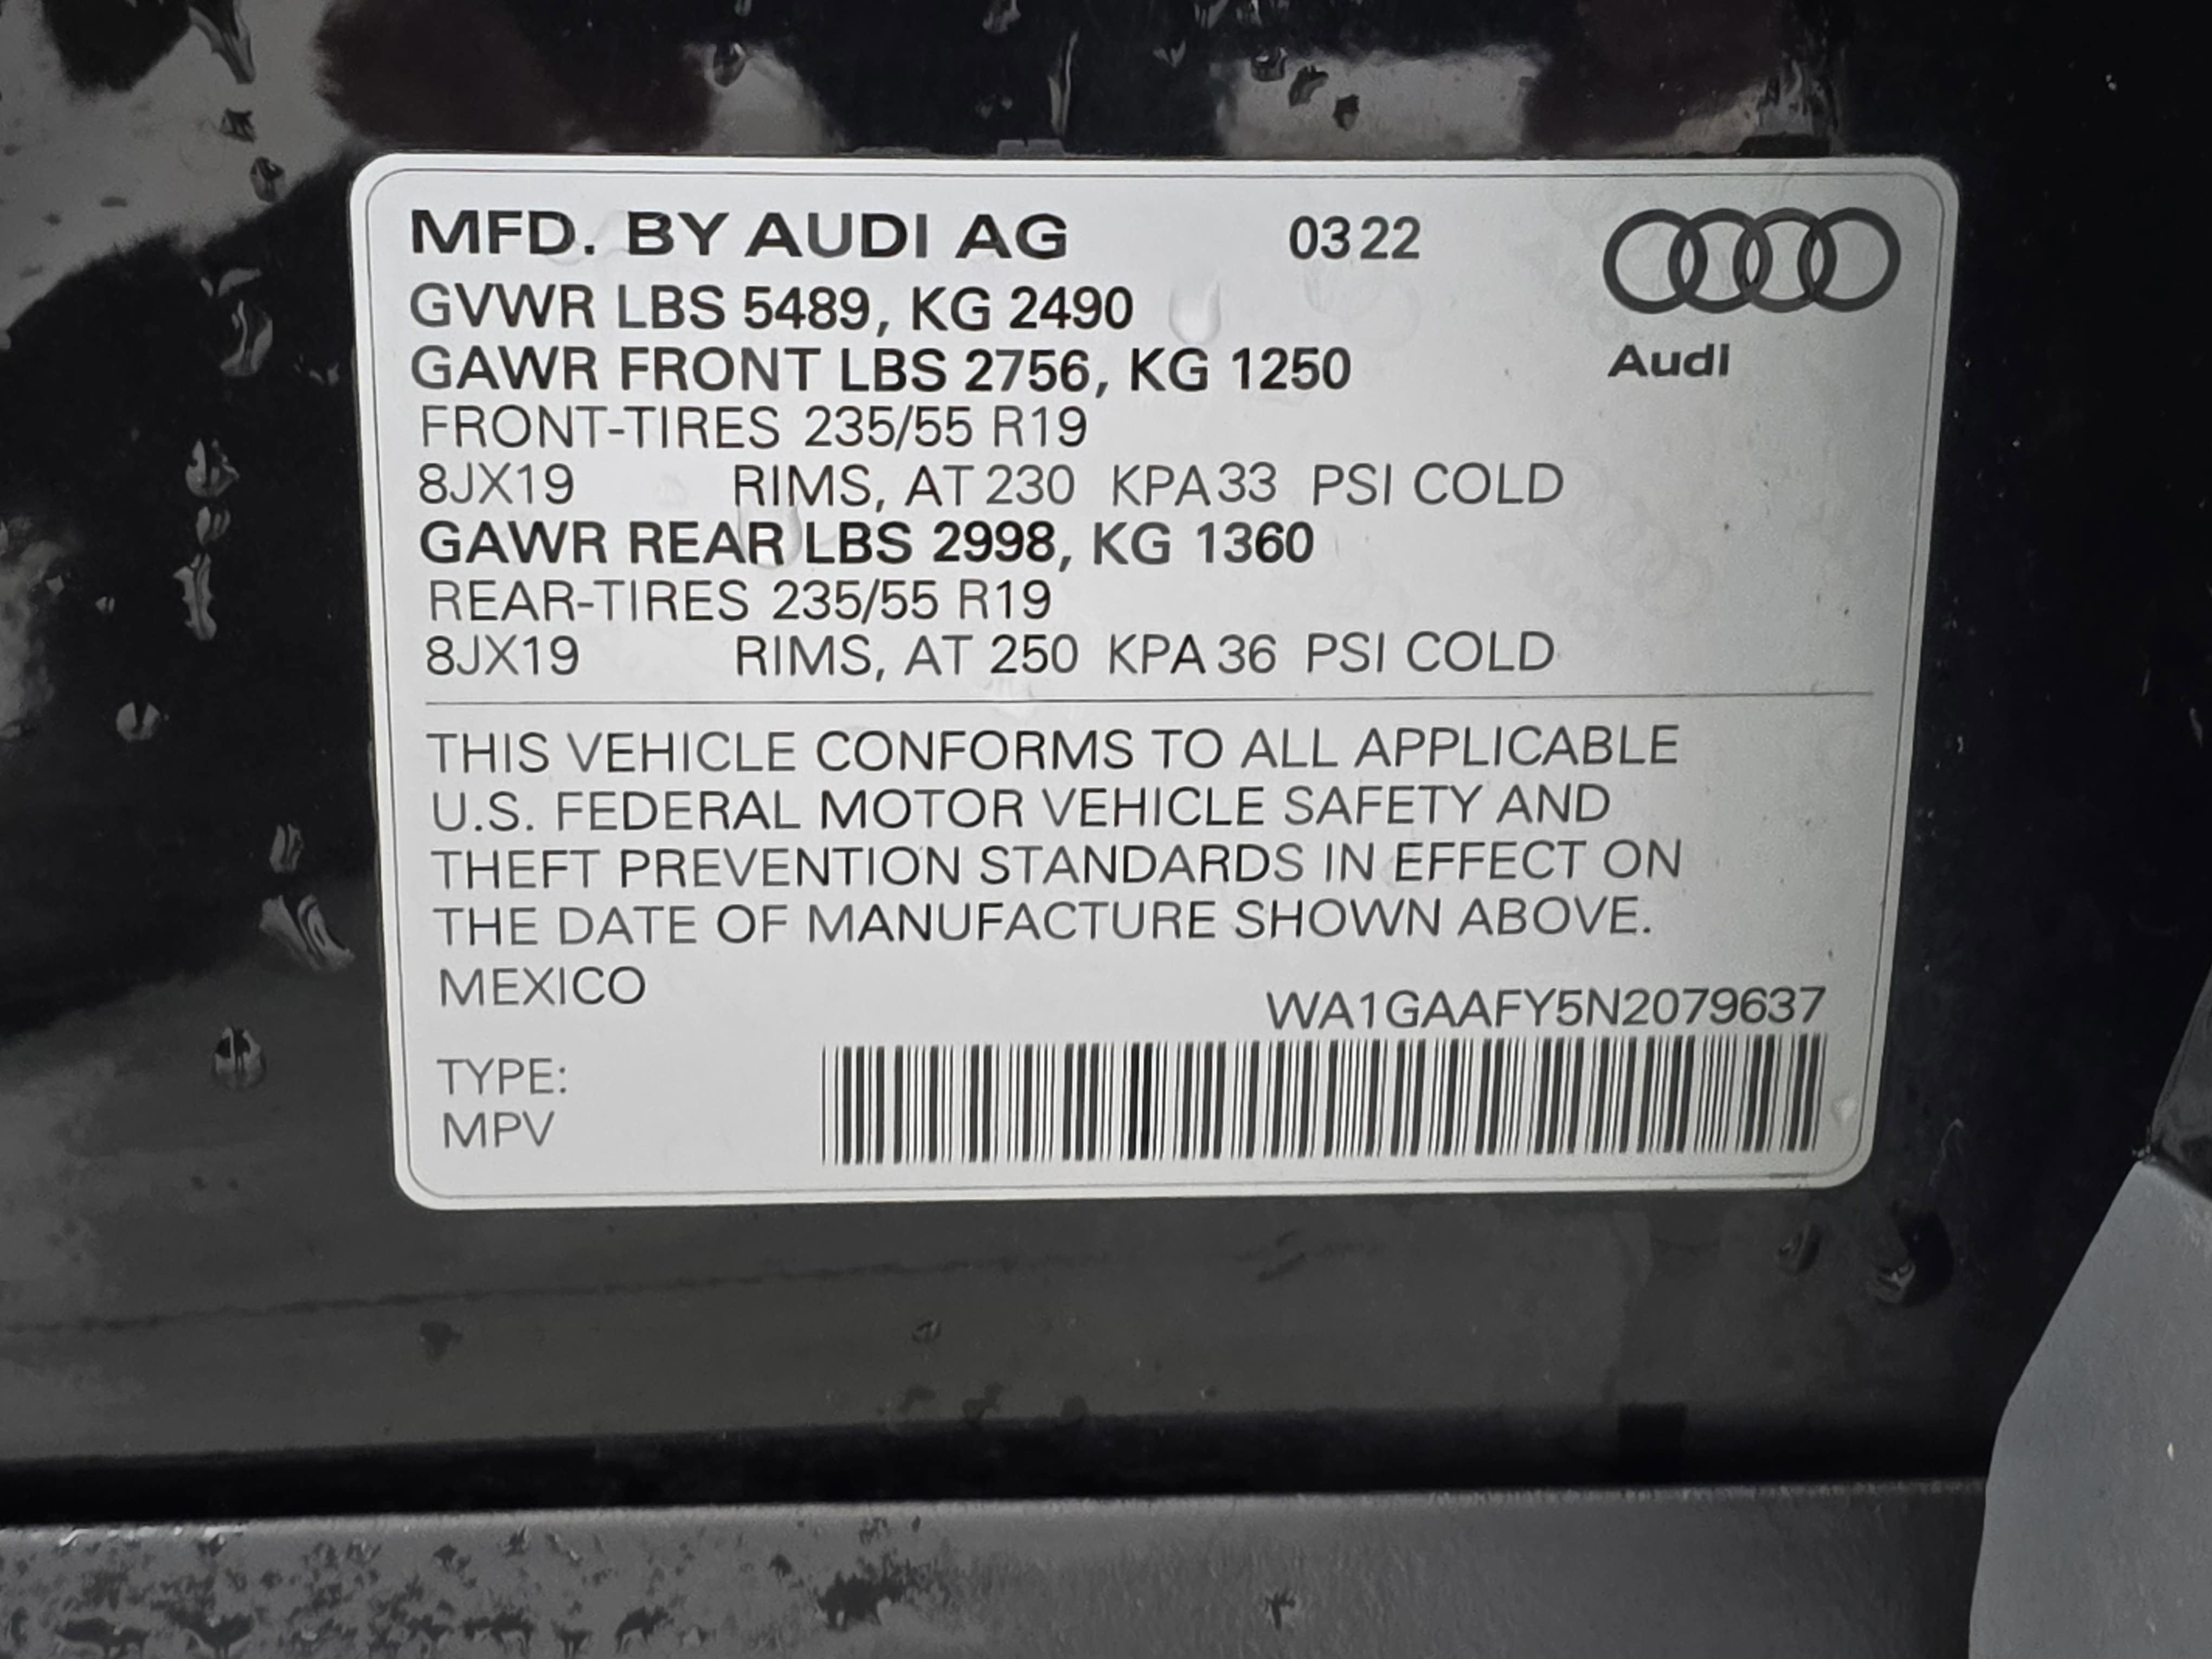 MFD. BY AUDI AG 03 22
GVWR LBS 5489, KG 2490
GAWR FRONT LBS 2756, KG 1250
Audi
FRONT-TIRES 235/55 R19
8JX19 RIMS, AT 230 KPA 33 PSI COLD
GAWR REAR LBS 2998, KG 1360
REAR-TIRES 235/55 R19
8JX19 RIMS, AT 250 KPA 36 PSI COLD
THIS VEHICLE CONFORMS TO ALL APPLICABLE
U.S. FEDERAL MOTOR VEHICLE SAFETY AND
THEFT PREVENTION STANDARDS IN EFFECT ON
THE DATE OF MANUFACTURE SHOWN ABOVE.
MEXICO
WA1GAAFY5N2079637
TYPE:
MPV